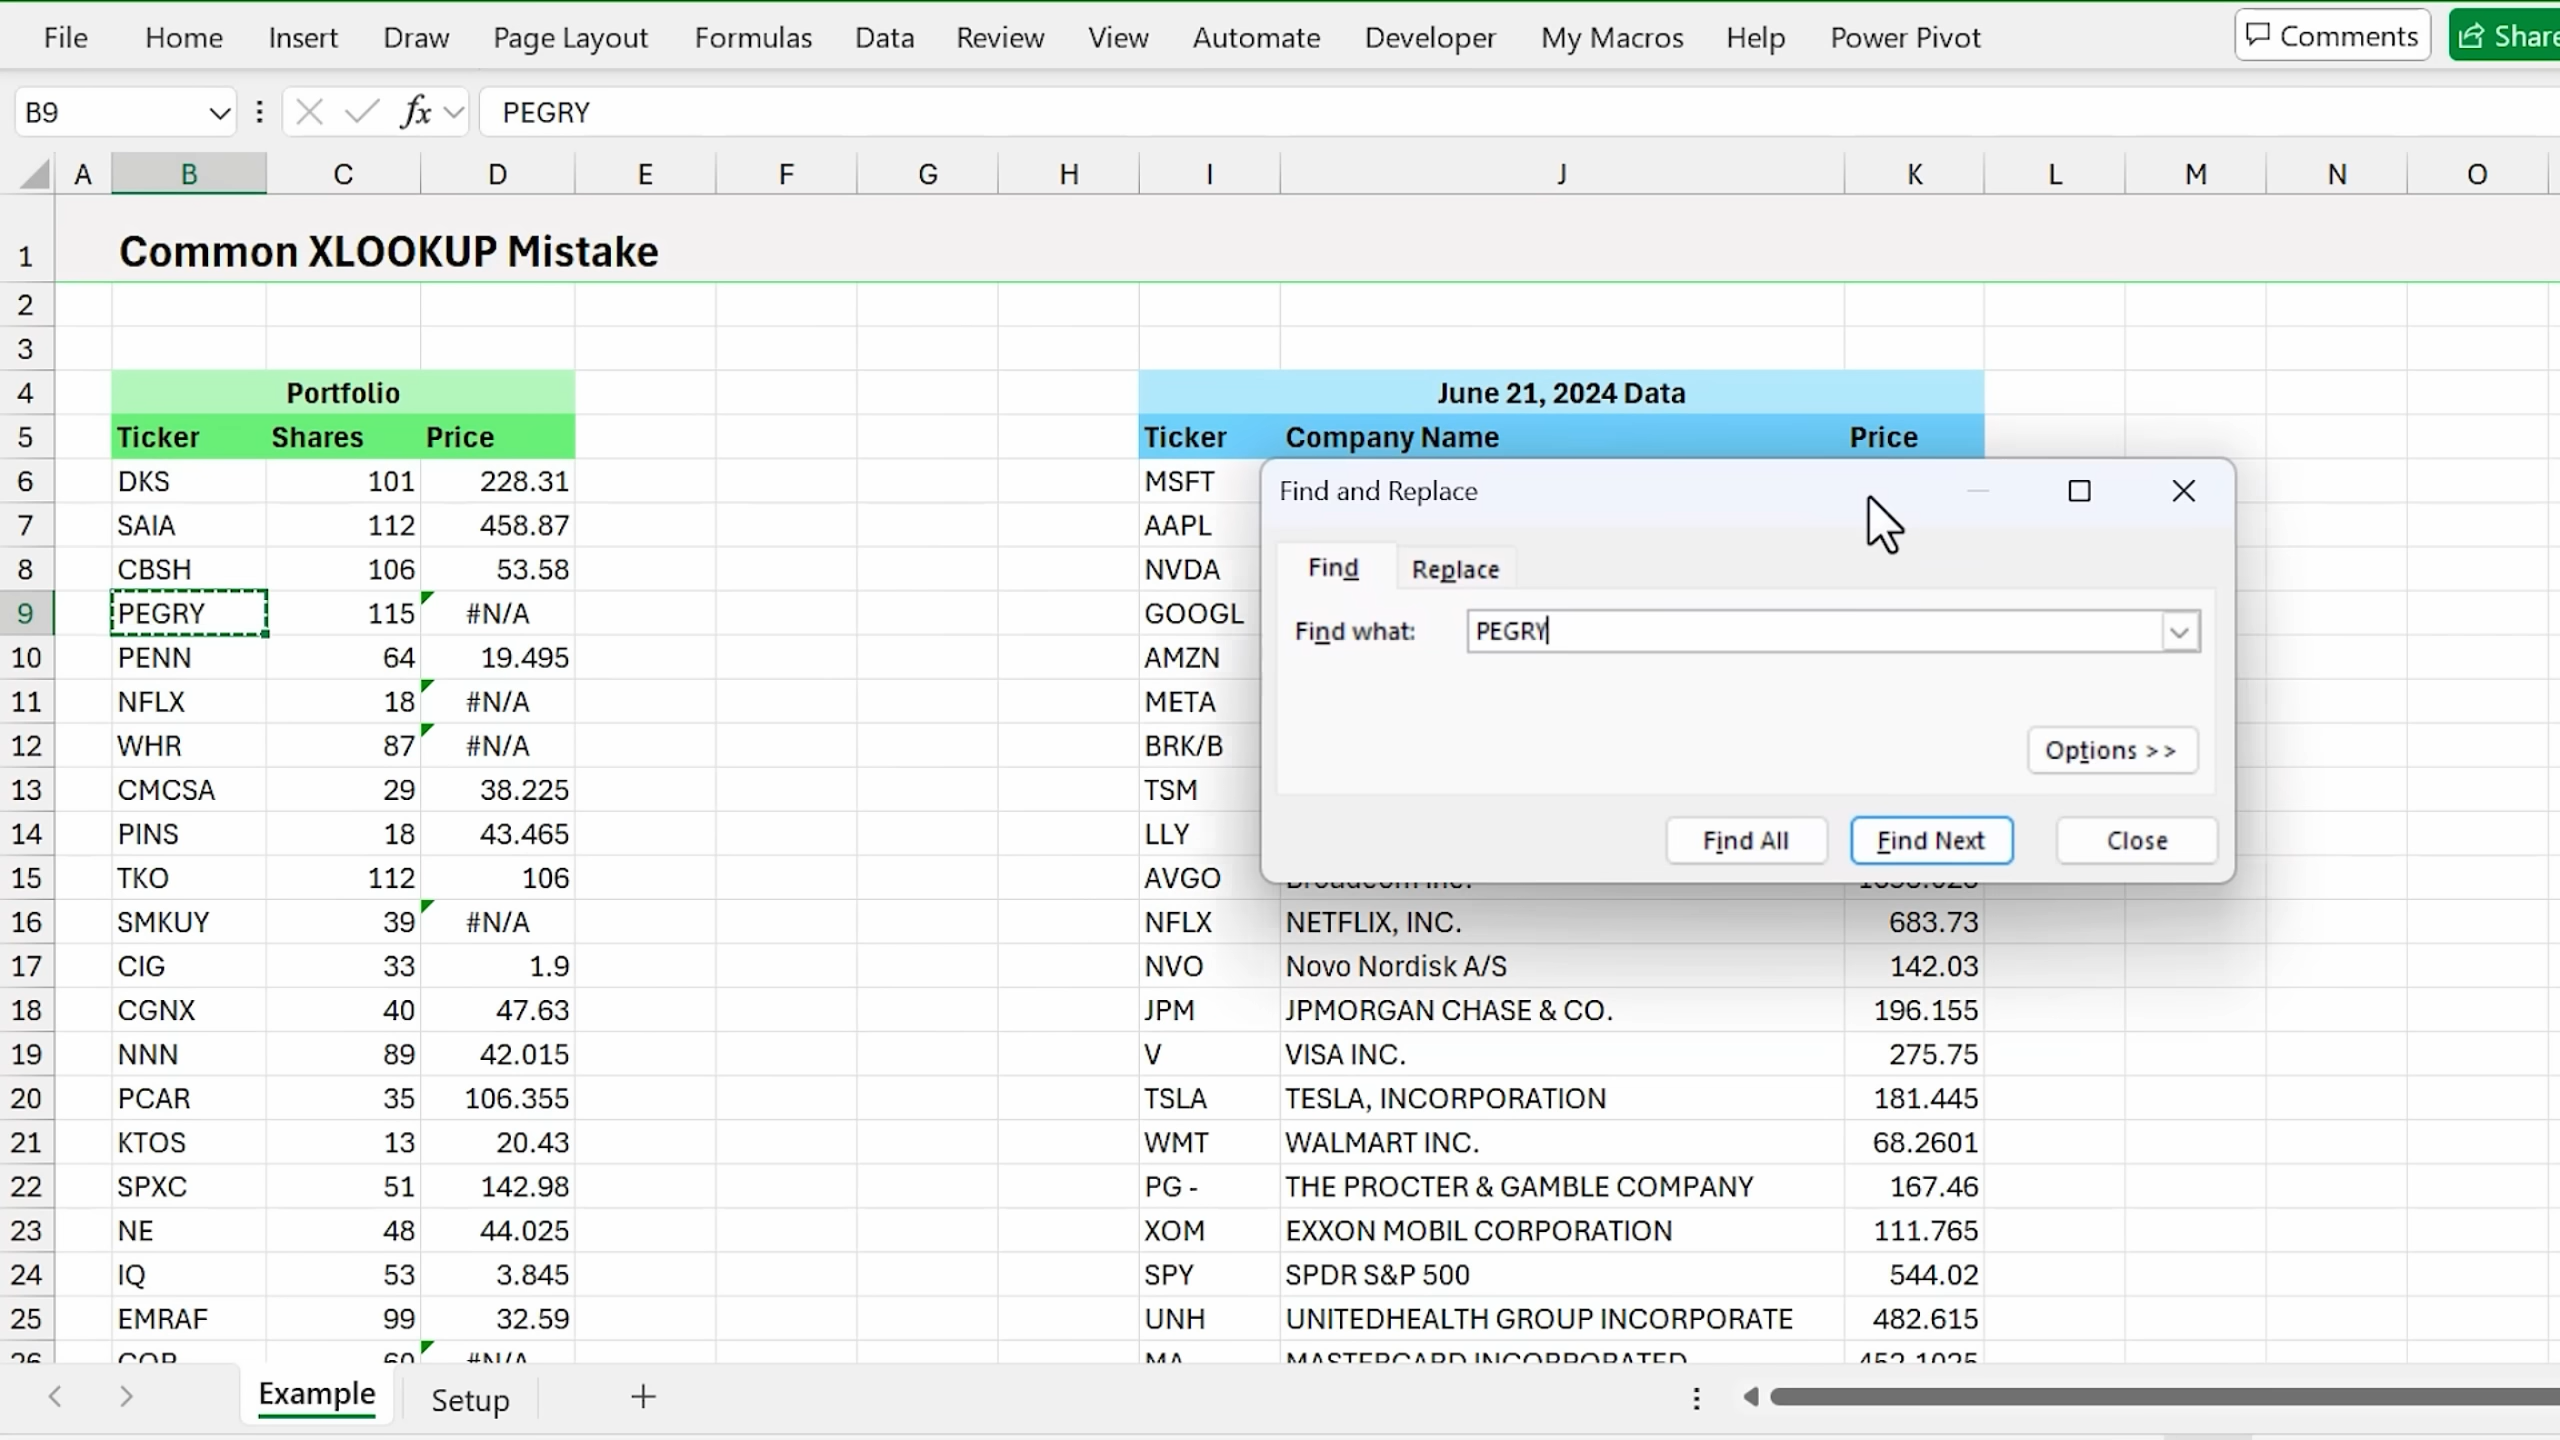 File Home Insert Draw Page Layout Formulas Data Review View Automate Developer My Macros Help Power Pivot Comments Share
B9 fx PEGRY
A B C D E F G H I J K L M N O
1 Common XLOOKUP Mistake
2
3
4 Portfolio June 21, 2024 Data
5 Ticker Shares Price Ticker Company Name Price
6 DKS 101 228.31 MSFT
7 SAIA 112 458.87 AAPL
8 CBSH 106 53.58 NVDA
9 PEGRY 115 #N/A GOOGL
10 PENN 64 19.495 AMZN
11 NFLX 18 #N/A META
12 WHR 87 #N/A BRK/B
13 CMCSA 29 38.225 TSM
14 PINS 18 43.465 LLY
15 TKO 112 106 AVGO
16 SMKUY 39 #N/A NFLX NETFLIX, INC. 683.73
17 CIG 33 1.9 NVO Novo Nordisk A/S 142.03
18 CGNX 40 47.63 JPM JPMORGAN CHASE & CO. 196.155
19 NNN 89 42.015 V VISA INC. 275.75
20 PCAR 35 106.355 TSLA TESLA, INCORPORATION 181.445
21 KTOS 13 20.43 WMT WALMART INC. 68.2601
22 SPXC 51 142.98 PG - THE PROCTER & GAMBLE COMPANY 167.46
23 NE 48 44.025 XOM EXXON MOBIL CORPORATION 111.765
24 IQ 53 3.845 SPY SPDR S&P 500 544.02
25 EMRAF 99 32.59 UNH UNITEDHEALTH GROUP INCORPORATE 482.615
26 60 #N/A MA MASTERCARD INCORPORATED
Find and Replace
Find Replace
Find what: PEGRY
Options >>
Find All Find Next Close
Example Setup